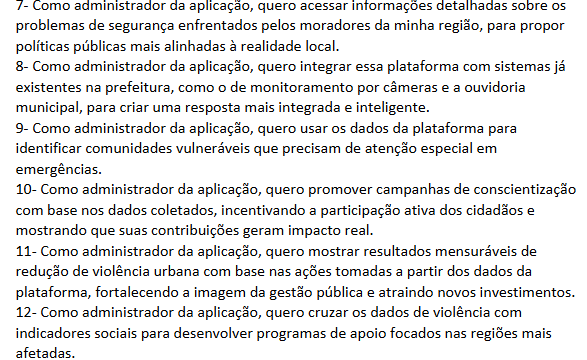 7- Como administrador da aplicação, quero acessar informações detalhadas sobre os
problemas de segurança enfrentados pelos moradores da minha região, para propor
políticas públicas mais alinhadas à realidade local.
8- Como administrador da aplicação, quero integrar essa plataforma com sistemas já
existentes na prefeitura, como o de monitoramento por câmeras e a ouvidoria
municipal, para criar uma resposta mais integrada e inteligente.
9- Como administrador da aplicação, quero usar os dados da plataforma para
identificar comunidades vulneráveis que precisam de atenção especial em
emergências.
10- Como administrador da aplicação, quero promover campanhas de conscientização
com base nos dados coletados, incentivando a participação ativa dos cidadãos e
mostrando que suas contribuições geram impacto real.
11- Como administrador da aplicação, quero mostrar resultados mensuráveis de
redução de violência urbana com base nas ações tomadas a partir dos dados da
plataforma, fortalecendo a imagem da gestão pública e atraindo novos investimentos.
12- Como administrador da aplicação, quero cruzar os dados de violência com
indicadores sociais para desenvolver programas de apoio focados nas regiões mais
afetadas.